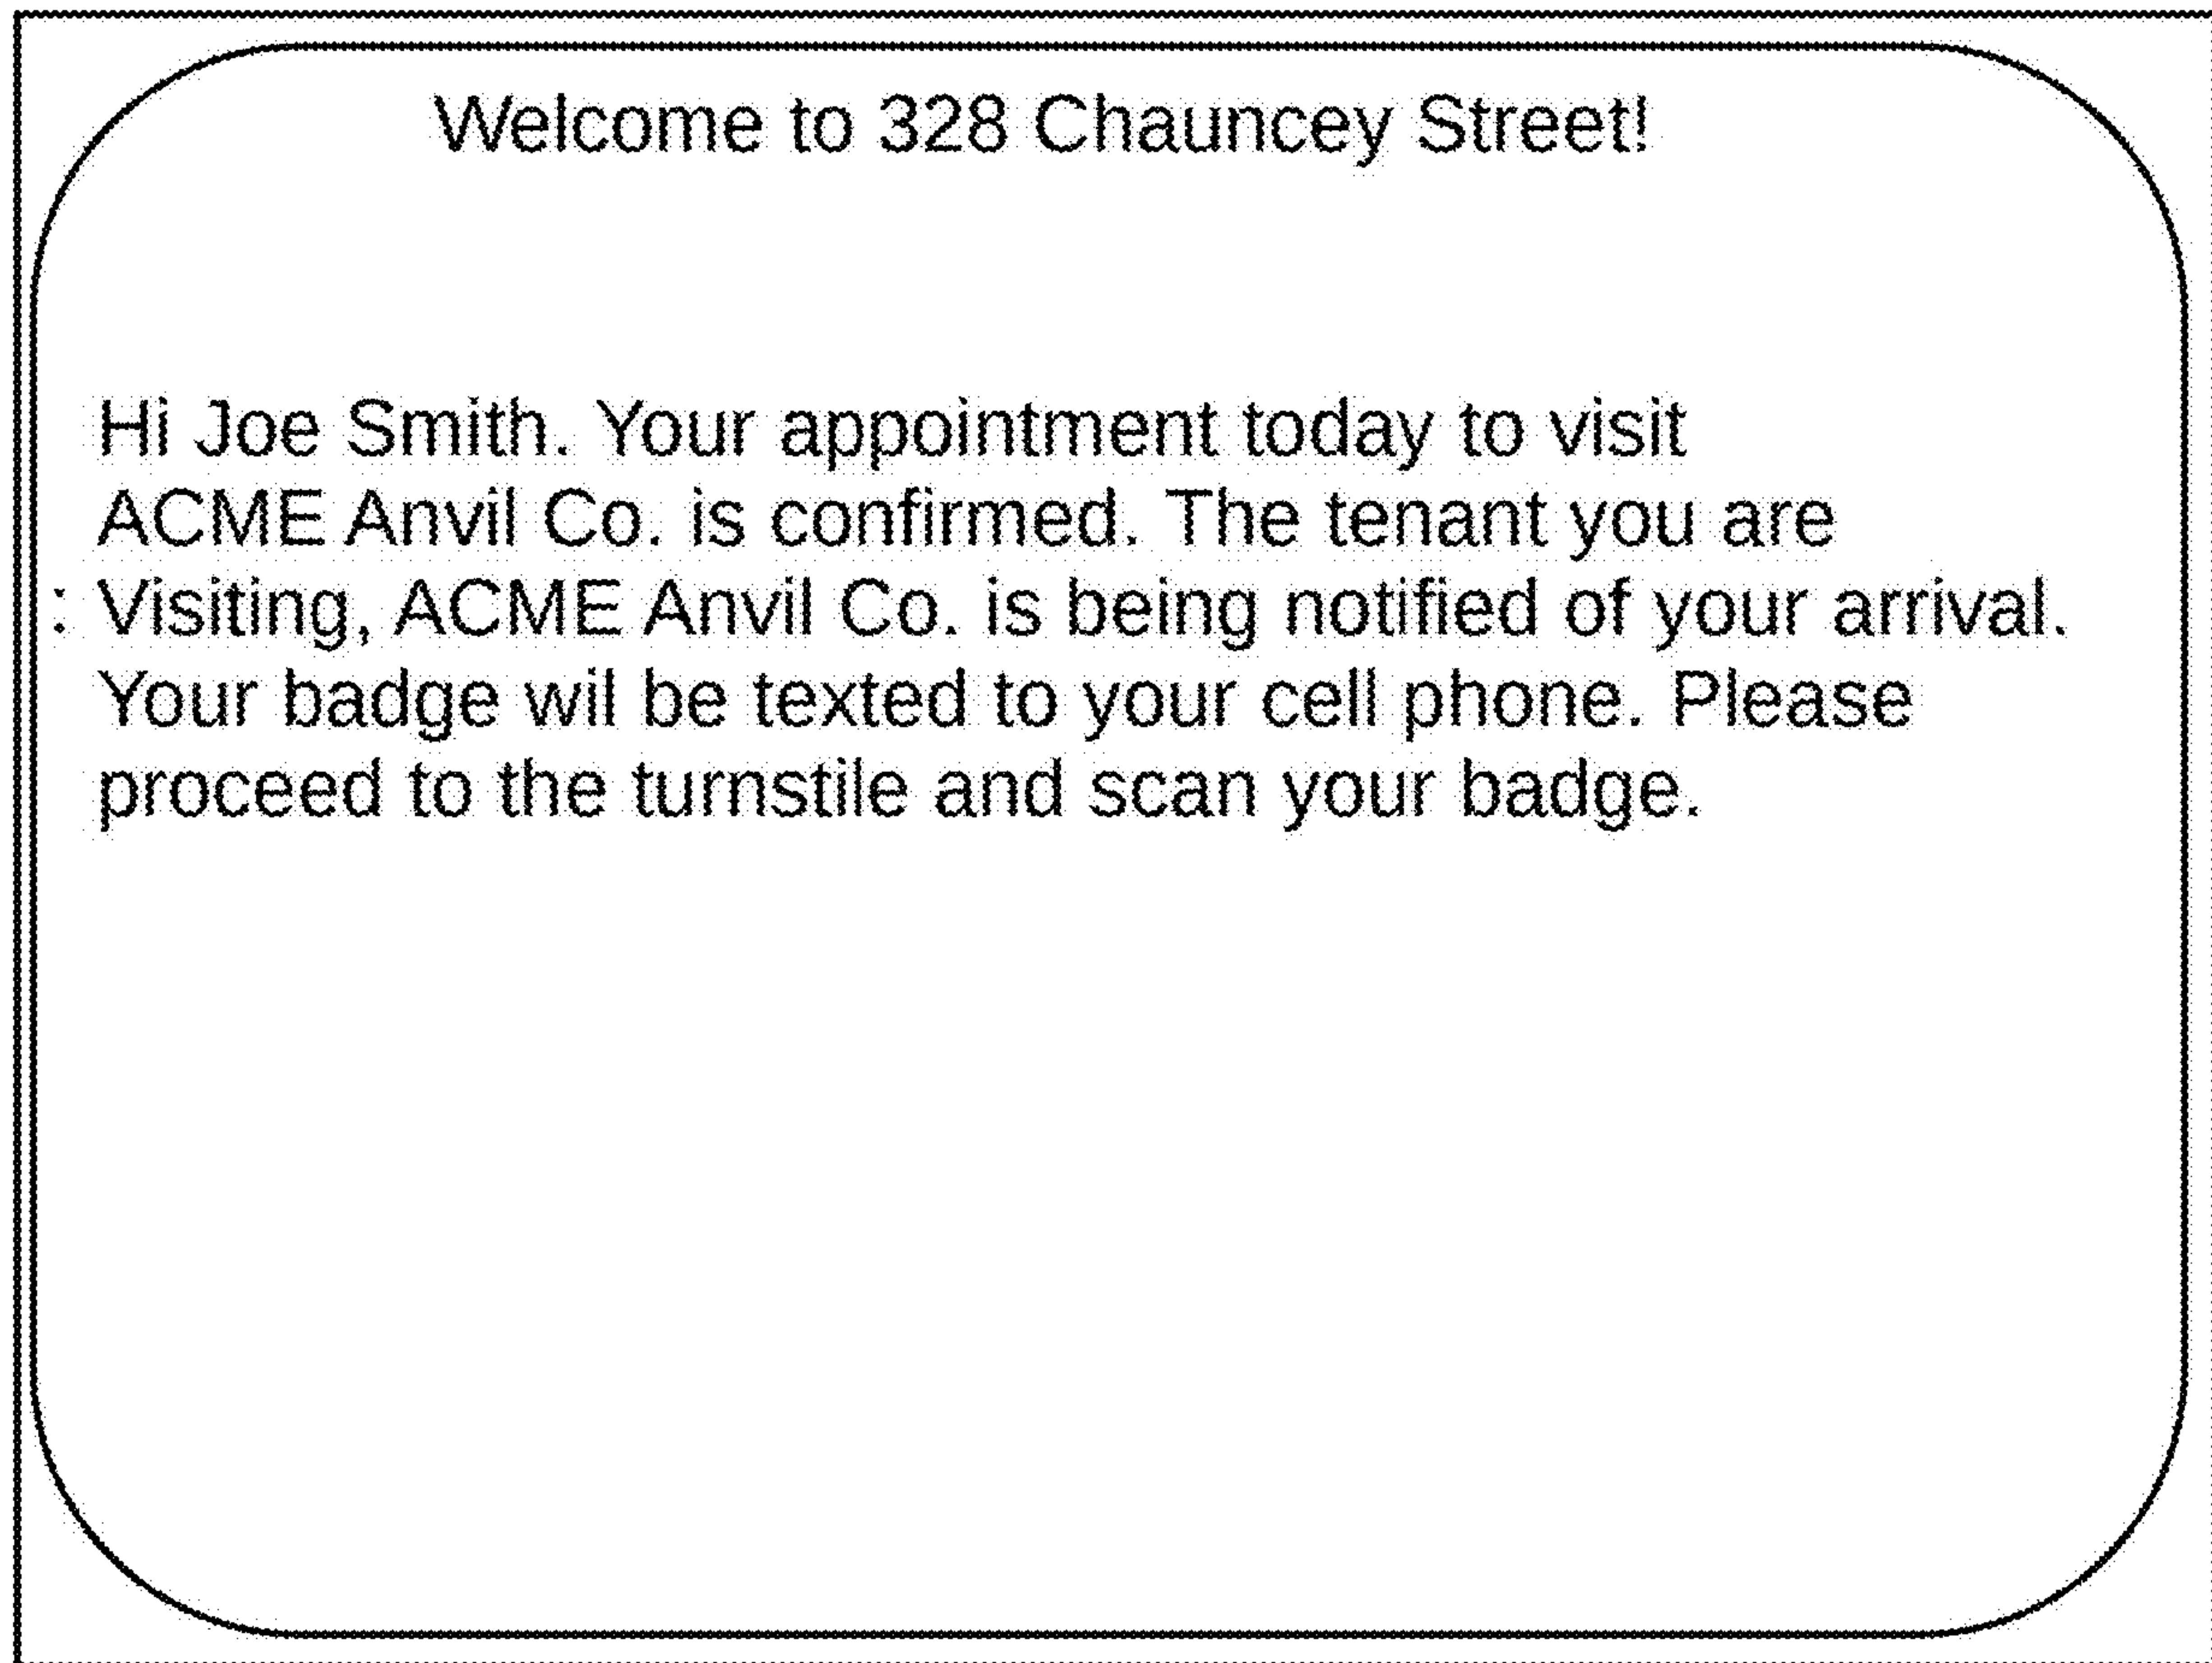 Welcome to 328 Chauncey Street!
Hi Joe Smith. Your appointment today to visit
ACME Anvil Co. is confirmed. The tenant you are
: Visiting, ACME Anvil Co. is being notified of your arrival.
Your badge wil be texted to your cell phone. Please
proceed to the turnstile and scan your badge.